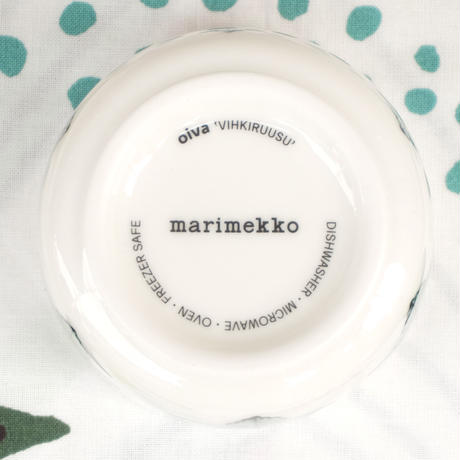 oiva 'VIHKIRUUSU'
marimekko
DISHWASHER · MICROWAVE · OVEN · FREEZER SAFE